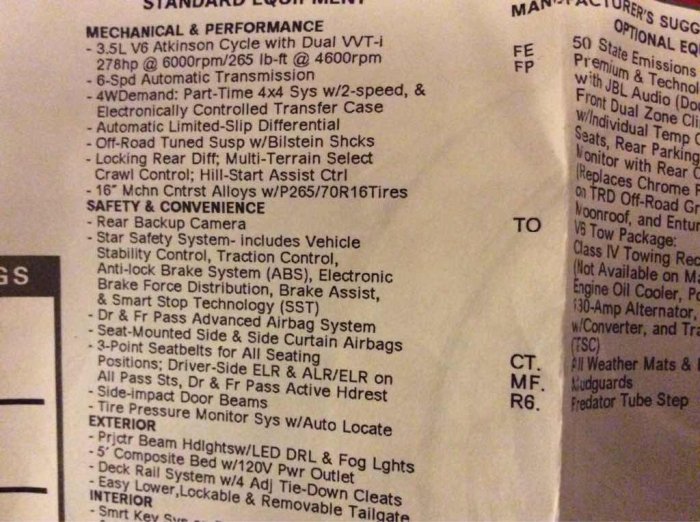 STANDARD EQUIPMENT
MECHANICAL & PERFORMANCE
- 3.5L V6 Atkinson Cycle with Dual VVT-i
278hp @ 6000rpm/265 lb-ft @ 4600rpm
- 6-Spd Automatic Transmission
- 4WDemand: Part-Time 4x4 Sys w/2-speed, &
Electronically Controlled Transfer Case
- Automatic Limited-Slip Differential
- Off-Road Tuned Susp w/Bilstein Shcks
- Locking Rear Diff; Multi-Terrain Select
Crawl Control; Hill-Start Assist Ctrl
- 16" Mchn Cntrst Alloys w/P265/70R16Tires
SAFETY & CONVENIENCE
- Rear Backup Camera
- Star Safety System- includes Vehicle
Stability Control, Traction Control,
Anti-lock Brake System (ABS), Electronic
Brake Force Distribution, Brake Assist,
& Smart Stop Technology (SST)
- Dr & Fr Pass Advanced Airbag System
- Seat-Mounted Side & Side Curtain Airbags
- 3-Point Seatbelts for All Seating
Positions; Driver-Side ELR & ALR/ELR on
All Pass Sts, Dr & Fr Pass Active Hdrest
- Side-Impact Door Beams
- Tire Pressure Monitor Sys w/Auto Locate
EXTERIOR
- Prjctr Beam Hdlghtsw/LED DRL & Fog Lghts
- 5' Composite Bed w/120V Pwr Outlet
- Deck Rail System w/4 Adj Tie-Down Cleats
- Easy Lower,Lockable & Removable Tailgate
INTERIOR
- Smrt Key
GS
MANUFACTURER'S SUGG
OPTIONAL EQ
FE 50 State Emissions
FP Premium & Technol
with JBL Audio
Front Dual Zone Cli
w/Individual Temp
Seats, Rear Parking
Monitor with Rear
(Replaces Chrome
on TRD Off-Road Gr
Moonroof, and Entun
TO V6 Tow Package:
Class IV Towing Rec
(Not Available on
Engine Oil Cooler,
130-Amp Alternator,
w/Converter, and Tra
(TSC)
CT. All Weather Mats &
MF. Mudguards
R6. Predator Tube Step